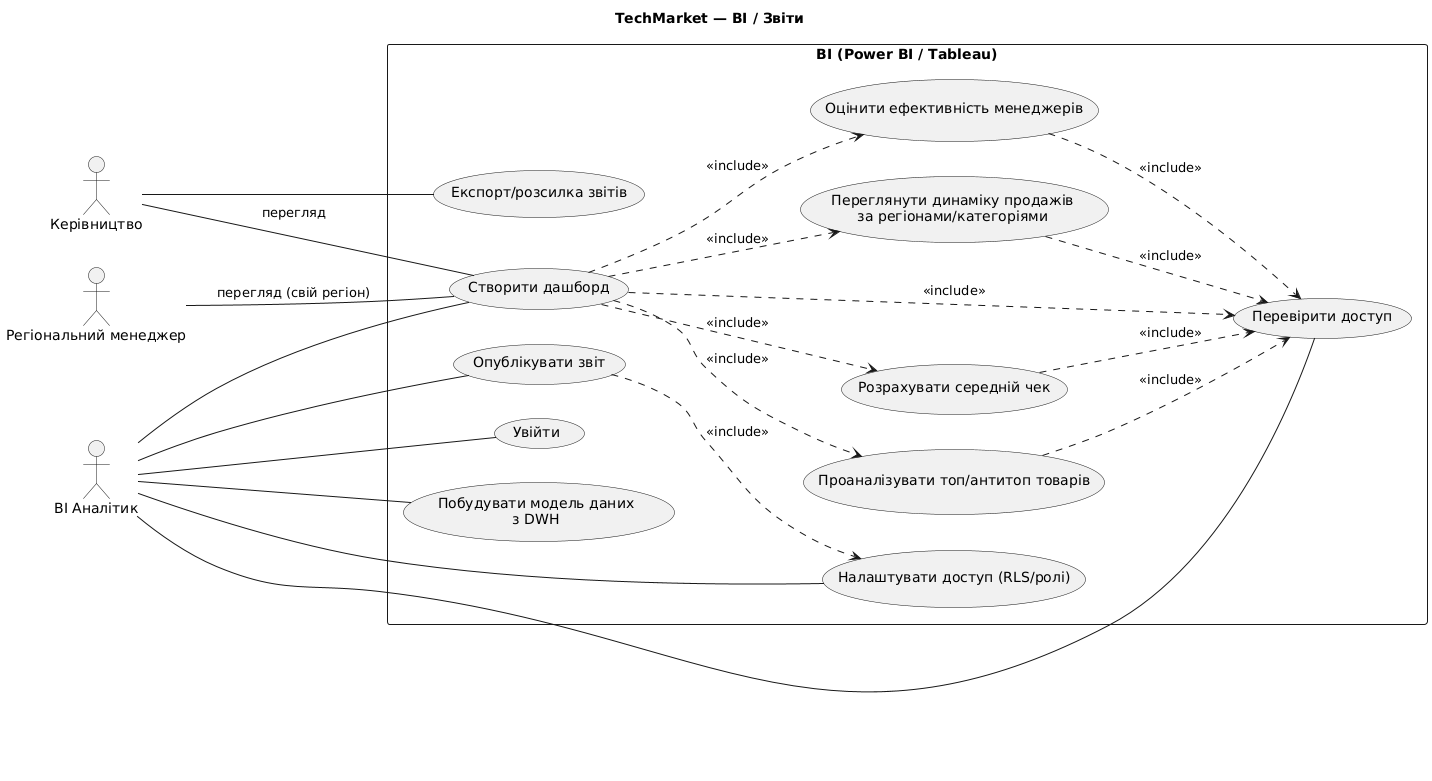 TechMarket — BI / Звіти
BI (Power BI / Tableau)
Оцінити ефективність менеджерів
«include»
«include»
Керівництво
Експорт/розсилка звітів
Переглянути динаміку продажів
за регіонами/категоріями
перегляд
«include»
«include»
Регіональний менеджер
перегляд (свій регіон)
Створити дашборд
«include»
Перевірити доступ
«include»
«include»
Опублікувати звіт
«include»
Розрахувати середній чек
«include»
Увійти
«include»
BI Аналітик
Проаналізувати топ/антитоп товарів
Побудувати модель даних
з DWH
Налаштувати доступ (RLS/ролі)